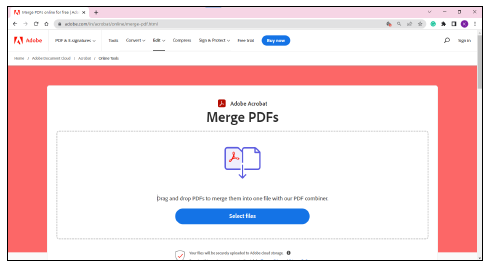 Merge PDFs online for free | Acr
adobe.com/in/acrobat/online/merge-pdf.html
Adobe
PDF & E-signatures
Tools
Convert
Edit
Compress
Sign & Protect
Free trial
Buy now
Sign in
Home / Adobe Document Cloud / Acrobat / Online Tools
Adobe Acrobat
Merge PDFs
Drag and drop PDFs to merge them into one file with our PDF combiner.
Select files
Your files will be securely uploaded to Adobe cloud storage.